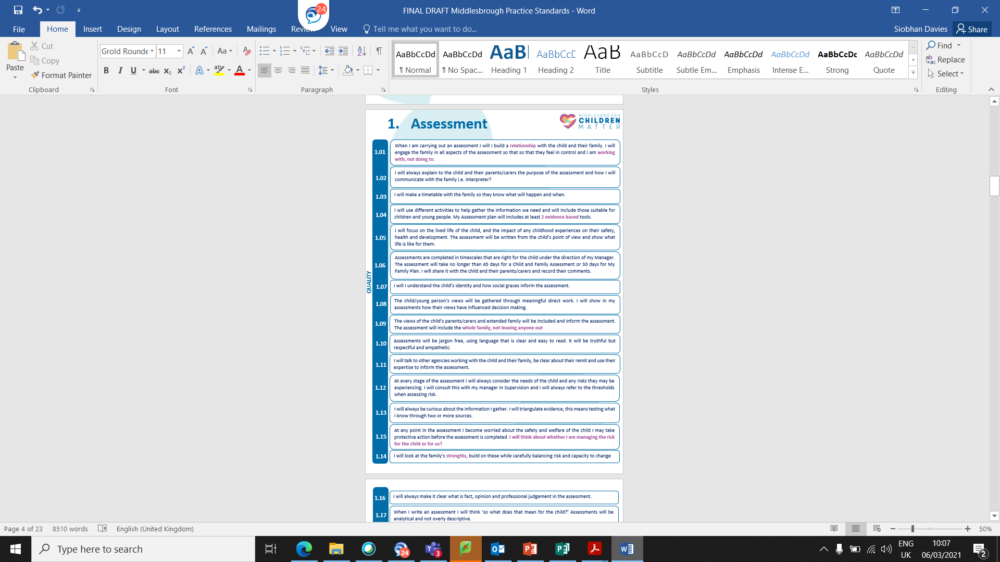 24
FINAL DRAFT Middlesbrough Practice Standards - Word
File
Home
Insert
Design
Layout
References
Mailings
View
Tell me what you want to do...
Siobhan Davies
Share
Paste
Cut
Copy
Format Painter
Clipboard
Grold Rounde
11
Font
Paragraph
AaBbCcDd AaBbCcDd AaB AaBbCcD AaB AaBbCcD AaBbCcDd AaBbCcDd AaBbCcDd AaBbCcDc AaBbCcDd
¶ Normal
¶ No Spac...
Heading 1
Heading 2
Title
Subtitle
Subtle Em...
Emphasis
Intense E...
Strong
Quote
Styles
Find
Replace
Select
Editing
1. Assessment
MIDDLESBROUGH
CHILDREN
MATTER
QUALITY
1.01
When I am carrying out an assessment I will I build a relationship with the child and their family. I will
engage the family in all aspects of the assessment so that so that they feel in control and I am working
with, not doing to.
1.02
I will always explain to the child and their parents/carers the purpose of the assessment and how I will
communicate with the family i.e. interpreter?
1.03
I will make a timetable with the family so they know what will happen and when.
1.04
I will use different activities to help gather the information we need and will include those suitable for
children and young people. My Assessment plan will includes at least 2 evidence based tools.
1.05
I will focus on the lived life of the child, and the impact of any childhood experiences on their safety,
health and development. The assessment will be written from the child's point of view and show what
life is like for them.
1.06
Assessments are completed in timescales that are right for the child under the direction of my Manager.
The assessment will take no longer than 45 days for a Child and Family Assessment or 30 days for My
Family Plan. I will share it with the child and their parents/carers and record their comments.
1.07
I will I understand the child's identity and how social graces inform the assessment.
1.08
The child/young person's views will be gathered through meaningful direct work. I will show in my
assessments how their views have influenced decision making.
1.09
The views of the child's parents/carers and extended family will be included and inform the assessment.
The assessment will include the whole family, not leaving anyone out
1.10
Assessments will be jargon free, using language that is clear and easy to read. It will be truthful but
respectful and empathetic.
1.11
I will talk to other agencies working with the child and their family, be clear about their remit and use their
expertise to inform the assessment.
1.12
At every stage of the assessment I will always consider the needs of the child and any risks they may be
experiencing. I will consult this with my manager in Supervision and I will always refer to the thresholds
when assessing risk.
1.13
I will always be curious about the information I gather. I will triangulate evidence, this means testing what
I know through two or more sources.
1.15
At any point in the assessment I become worried about the safety and welfare of the child I may take
protective action before the assessment is completed. I will think about whether I am managing the risk
for the child or for us?
1.14
I will look at the family's strengths, build on these while carefully balancing risk and capacity to change
1.16
I will always make it clear what is fact, opinion and professional judgement in the assessment.
1.17
When I write an assessment I will think 'so what does that mean for the child?' Assessments will be
analytical and not overly descriptive.
Page 4 of 23
8510 words
English (United Kingdom)
50%
Type here to search
24
3
ENG
UK
10:07
06/03/2021
2